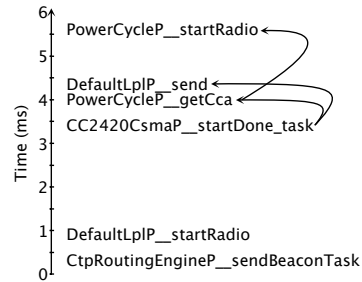 6
PowerCycleP__startRadio
5
DefaultLplP__send
4
PowerCycleP__getCca
CC2420CsmaP__startDone_task
3
Time (ms)
2
1
DefaultLplP__startRadio
CtpRoutingEngineP__sendBeaconTask
0